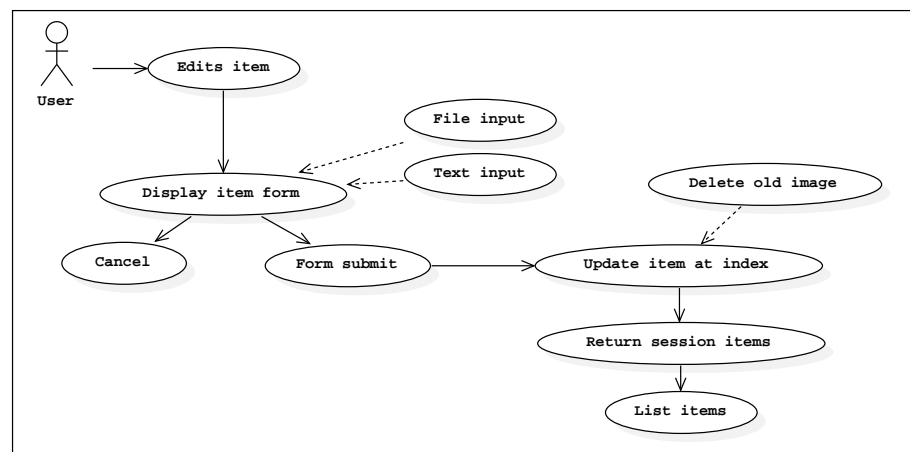 Edits item
User
File input
Text input
Display item form
Delete old image
Cancel
Form submit
Update item at index
Return session items
List items